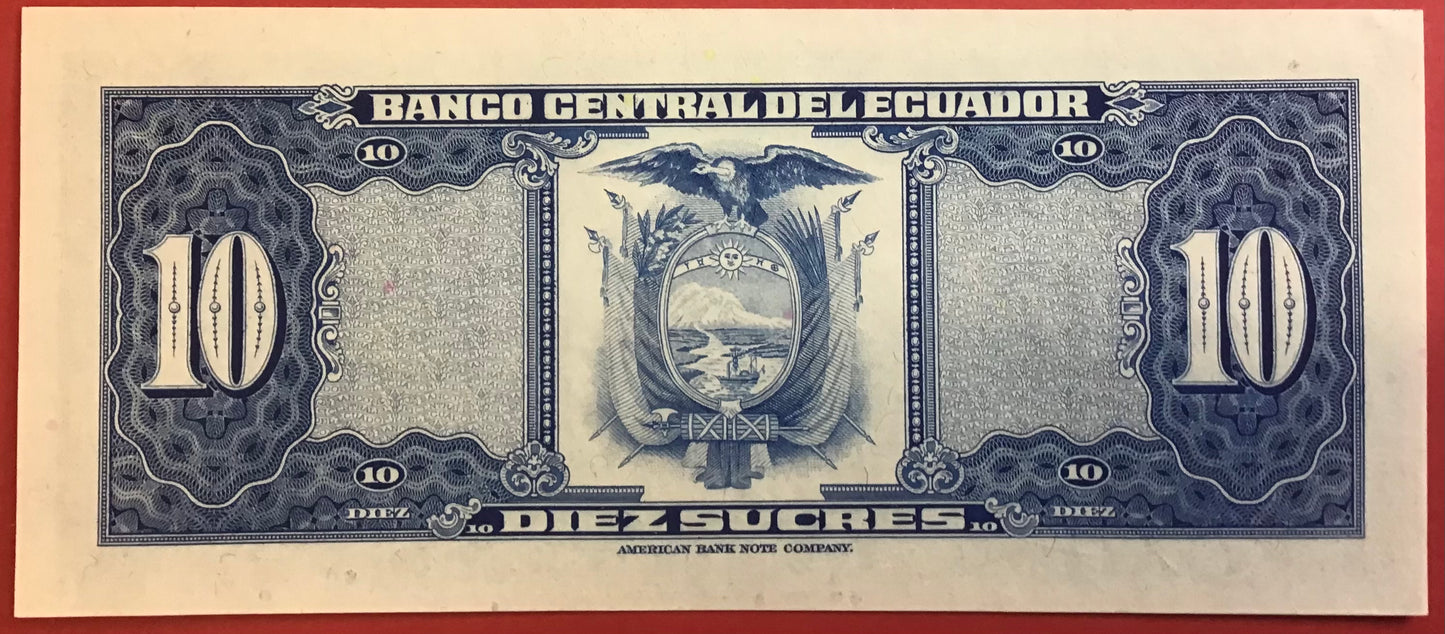 BANCO CENTRAL DEL ECUADOR
10
10
10
10
10
10
DIEZ
DIEZ
10 DIEZ SUCRES 10
AMERICAN BANK NOTE COMPANY.